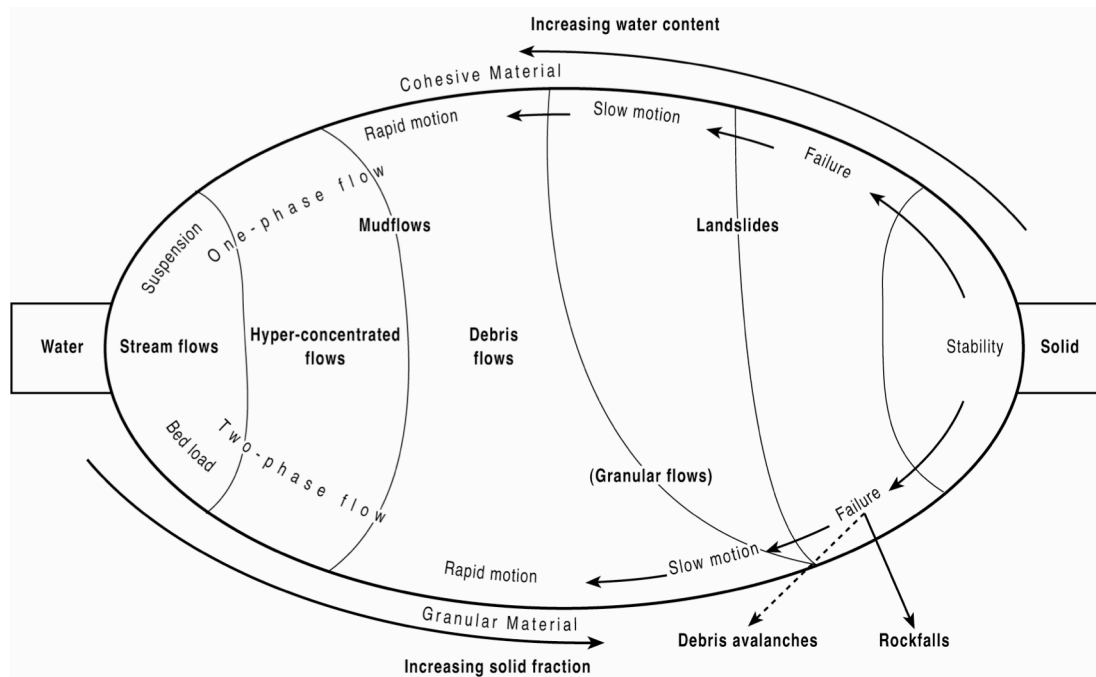 Increasing water content
Cohesive Material
Rapid motion
Slow motion
Failure
One-phase flow
Suspension
Mudflows
Landslides
Water
Stream flows
Hyper-concentrated
flows
Debris
flows
Stability
Solid
Two-phase flow
Bed load
(Granular flows)
Failure
Slow motion
Rapid motion
Granular Material
Debris avalanches
Rockfalls
Increasing solid fraction